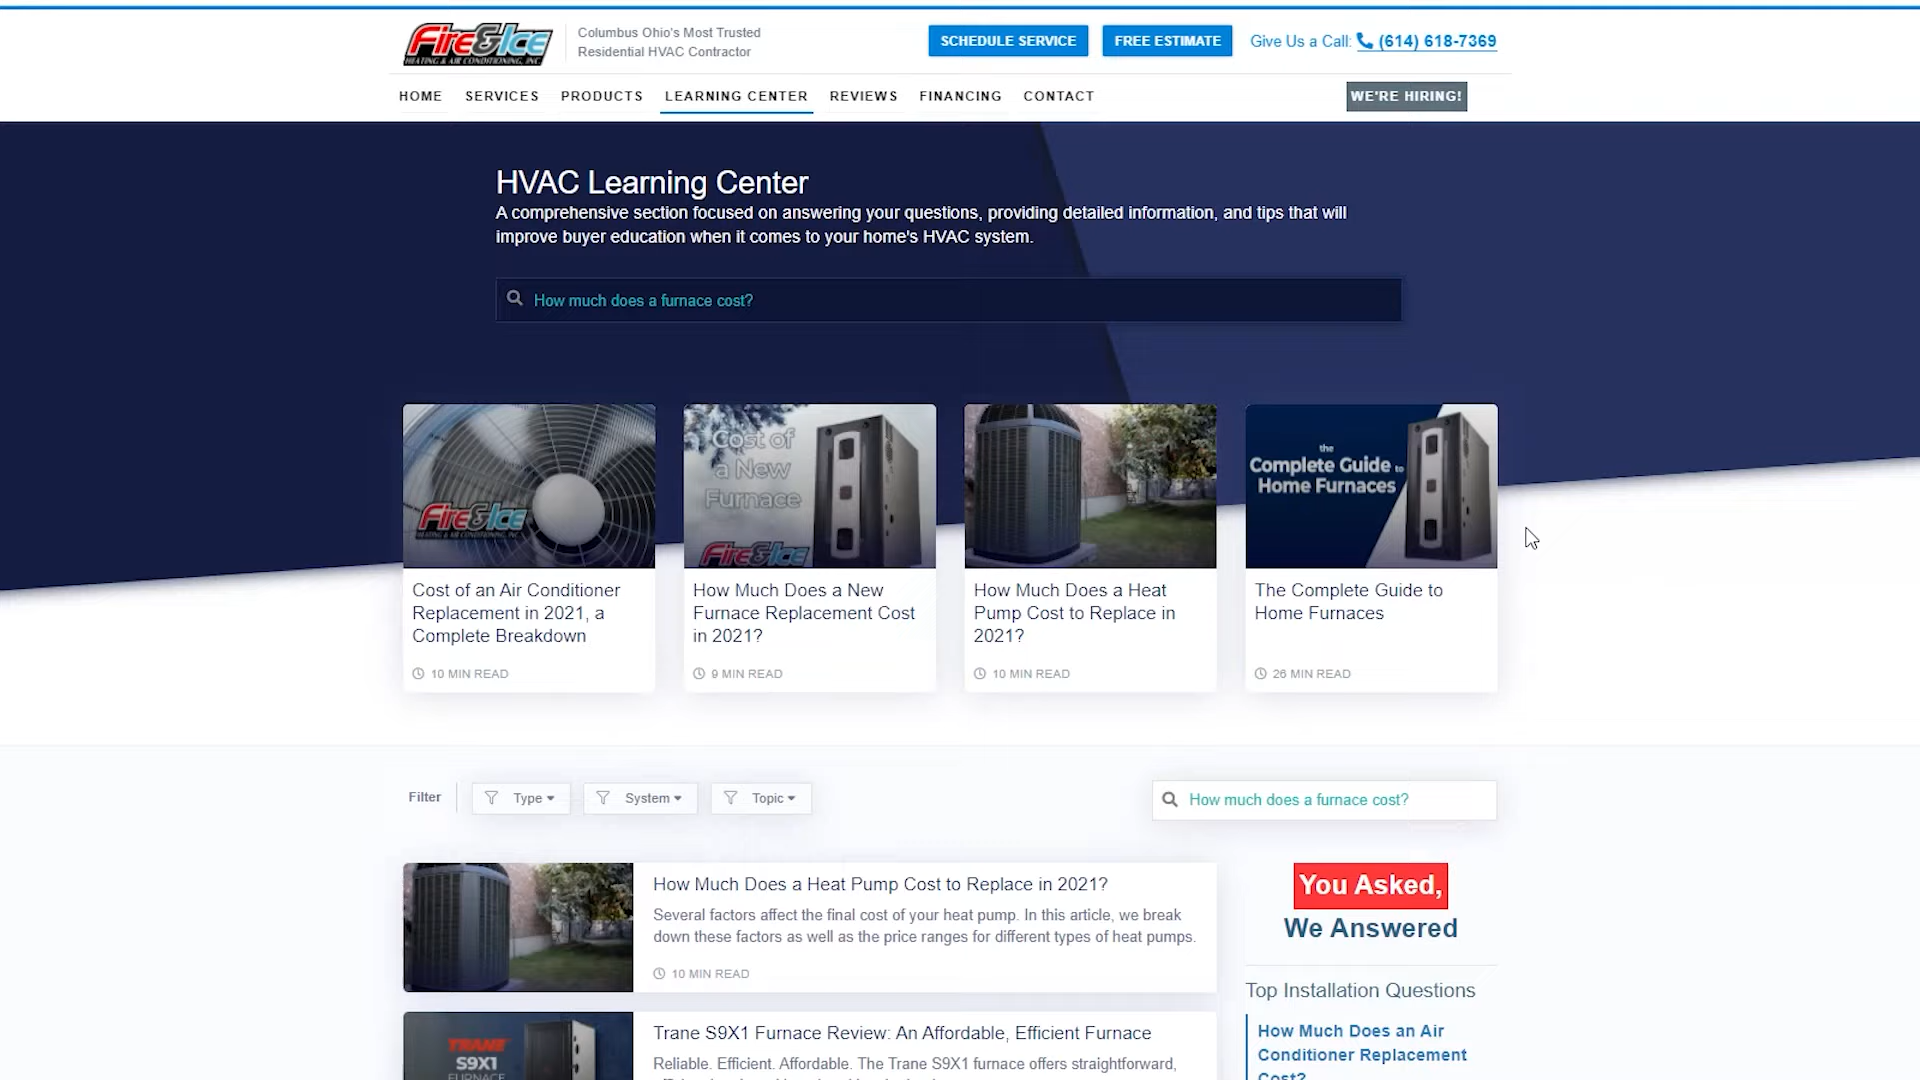 Fire&Ice
HEATING & AIR CONDITIONING, INC.
Columbus Ohio's Most Trusted
Residential HVAC Contractor
SCHEDULE SERVICE
FREE ESTIMATE
Give Us a Call: (614) 618-7369
HOME
SERVICES
PRODUCTS
LEARNING CENTER
REVIEWS
FINANCING
CONTACT
WE'RE HIRING!
HVAC Learning Center
A comprehensive section focused on answering your questions, providing detailed information, and tips that will
improve buyer education when it comes to your home's HVAC system.
How much does a furnace cost?
Fire&Ice
HEATING & AIR CONDITIONING, INC.
Cost of an Air Conditioner
Replacement in 2021, a
Complete Breakdown
10 MIN READ
Cost of
a New
Furnace
Fire&Ice
How Much Does a New
Furnace Replacement Cost
in 2021?
9 MIN READ
How Much Does a Heat
Pump Cost to Replace in
2021?
10 MIN READ
the
Complete Guide to
Home Furnaces
The Complete Guide to
Home Furnaces
26 MIN READ
Filter
Type
System
Topic
How much does a furnace cost?
How Much Does a Heat Pump Cost to Replace in 2021?
Several factors affect the final cost of your heat pump. In this article, we break
down these factors as well as the price ranges for different types of heat pumps.
10 MIN READ
TRANE
S9X1
FURNACE
Trane S9X1 Furnace Review: An Affordable, Efficient Furnace
Reliable. Efficient. Affordable. The Trane S9X1 furnace offers straightforward,
You Asked,
We Answered
Top Installation Questions
How Much Does an Air
Conditioner Replacement
Cost?